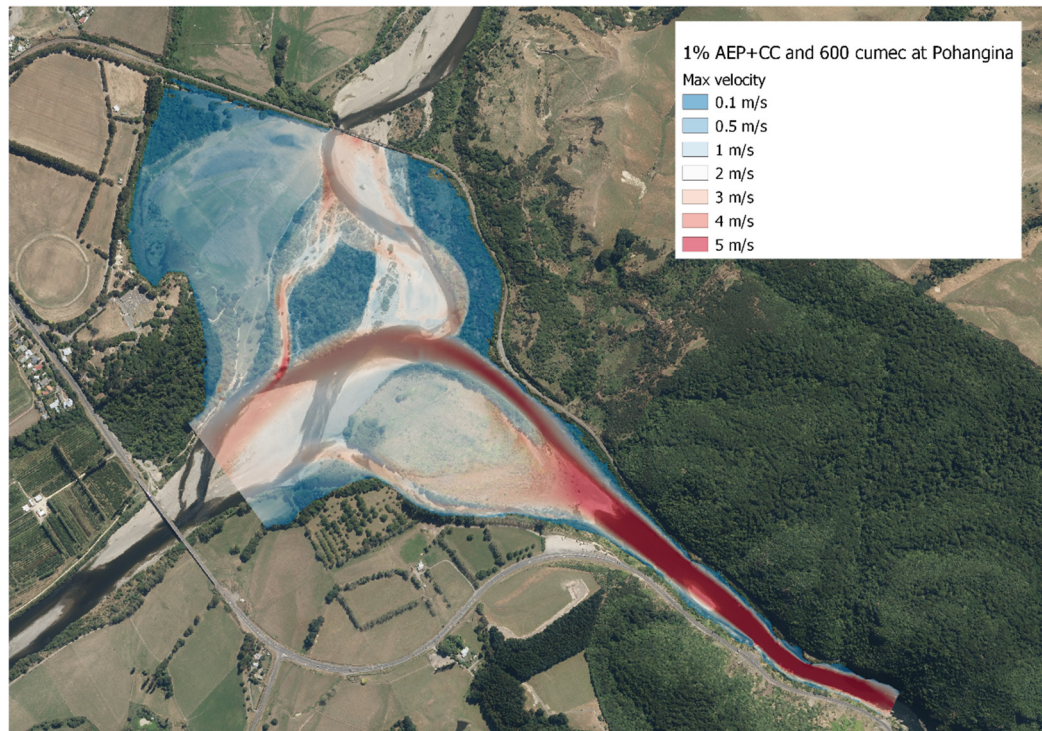 1% AEP+CC and 600 cumec at Pohangina
Max velocity
0.1 m/s
0.5 m/s
1 m/s
2 m/s
3 m/s
4 m/s
5 m/s